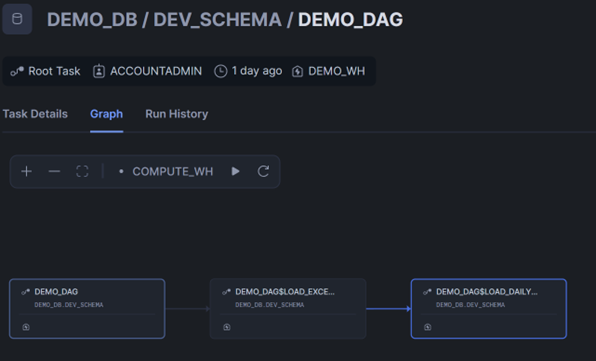 DEMO_DB / DEV_SCHEMA / DEMO_DAG
Root Task ACCOUNTADMIN 1 day ago DEMO_WH
Task Details Graph Run History
COMPUTE_WH
DEMO_DAG
DEMO_DB.DEV_SCHEMA
DEMO_DAG$LOAD_EXCE...
DEMO_DB.DEV_SCHEMA
DEMO_DAG$LOAD_DAILY...
DEMO_DB.DEV_SCHEMA